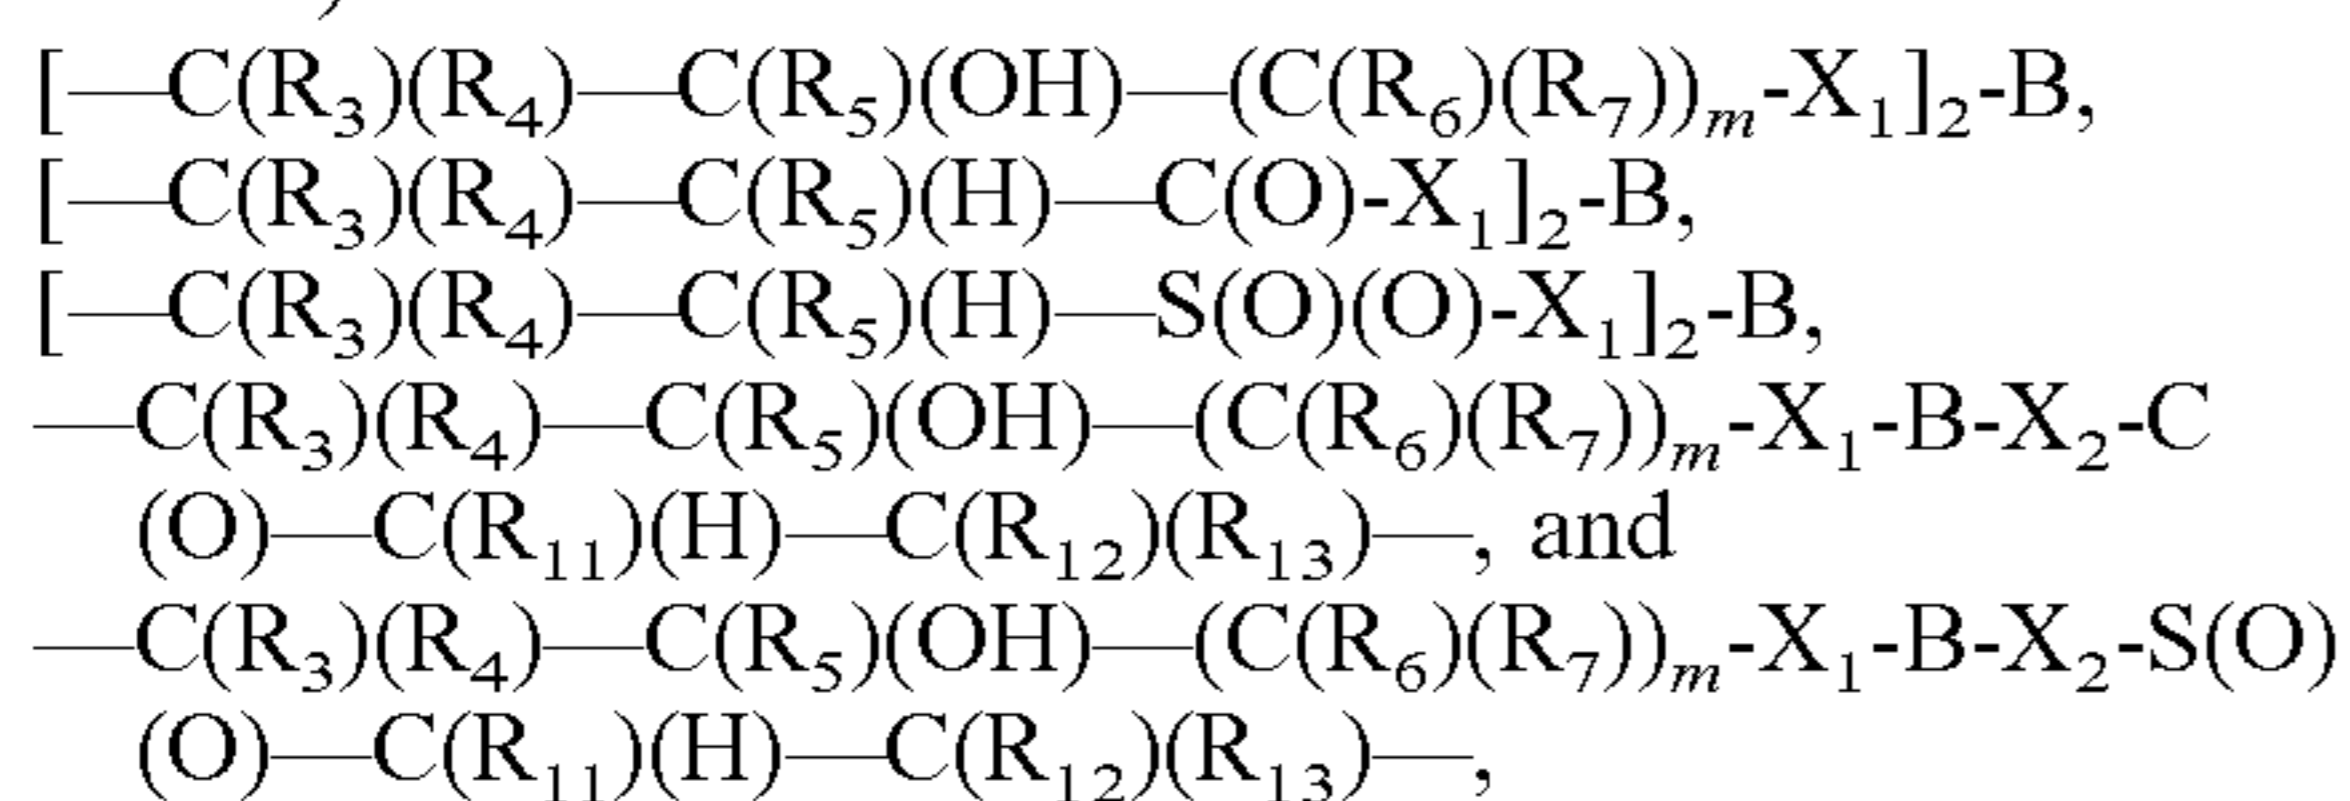 [—C(R₃)(R₄)—C(R₅)(OH)—(C(R₆)(R₇))ₘ-X₁]₂-B,
[—C(R₃)(R₄)—C(R₅)(H)—C(O)-X₁]₂-B,
[—C(R₃)(R₄)—C(R₅)(H)—S(O)(O)-X₁]₂-B,
—C(R₃)(R₄)—C(R₅)(OH)—(C(R₆)(R₇))ₘ-X₁-B-X₂-C
(O)—C(R₁₁)(H)—C(R₁₂)(R₁₃)—, and
—C(R₃)(R₄)—C(R₅)(OH)—(C(R₆)(R₇))ₘ-X₁-B-X₂-S(O)
(O)—C(R₁₁)(H)—C(R₁₂)(R₁₃)—,